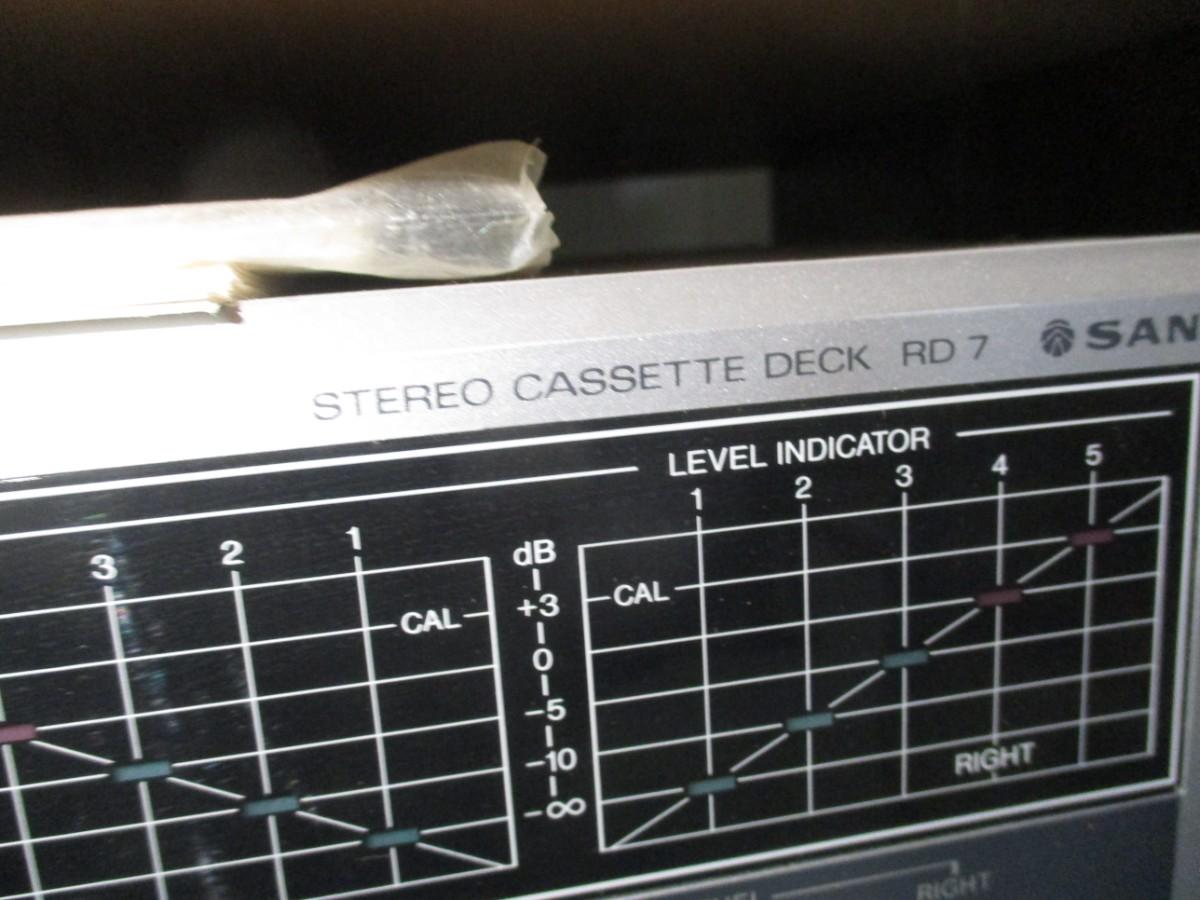 STEREO CASSETTE DECK RD 7 SAN
LEVEL INDICATOR
3 2 1 dB 1 2 3 4 5
CAL +3 CAL
0
-5
-10
-∞
RIGHT
RIGHT